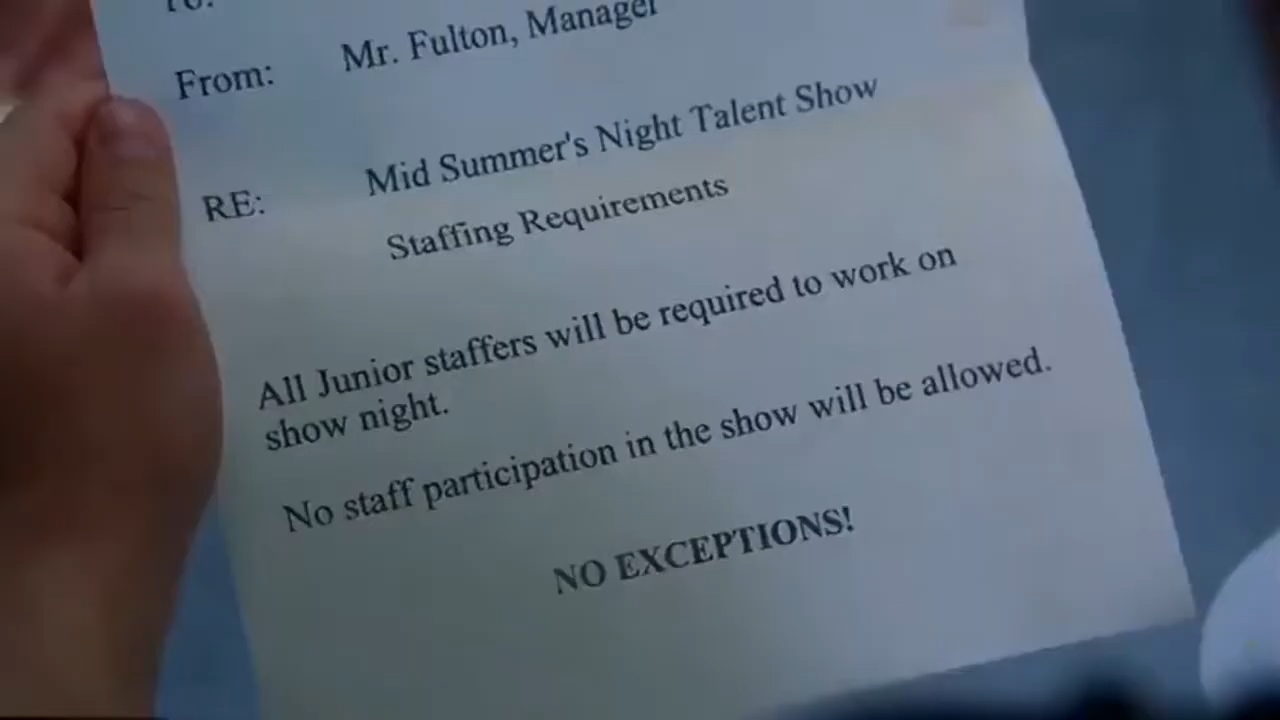 TO:
From: Mr. Fulton, Manager
RE: Mid Summer's Night Talent Show
Staffing Requirements
All Junior staffers will be required to work on
show night.
No staff participation in the show will be allowed.
NO EXCEPTIONS!